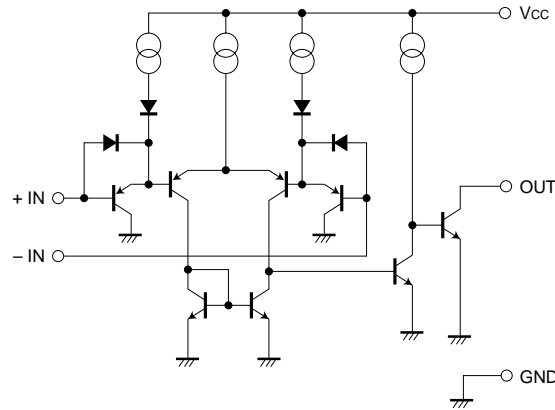 VCC
+ IN
OUT
– IN
GND